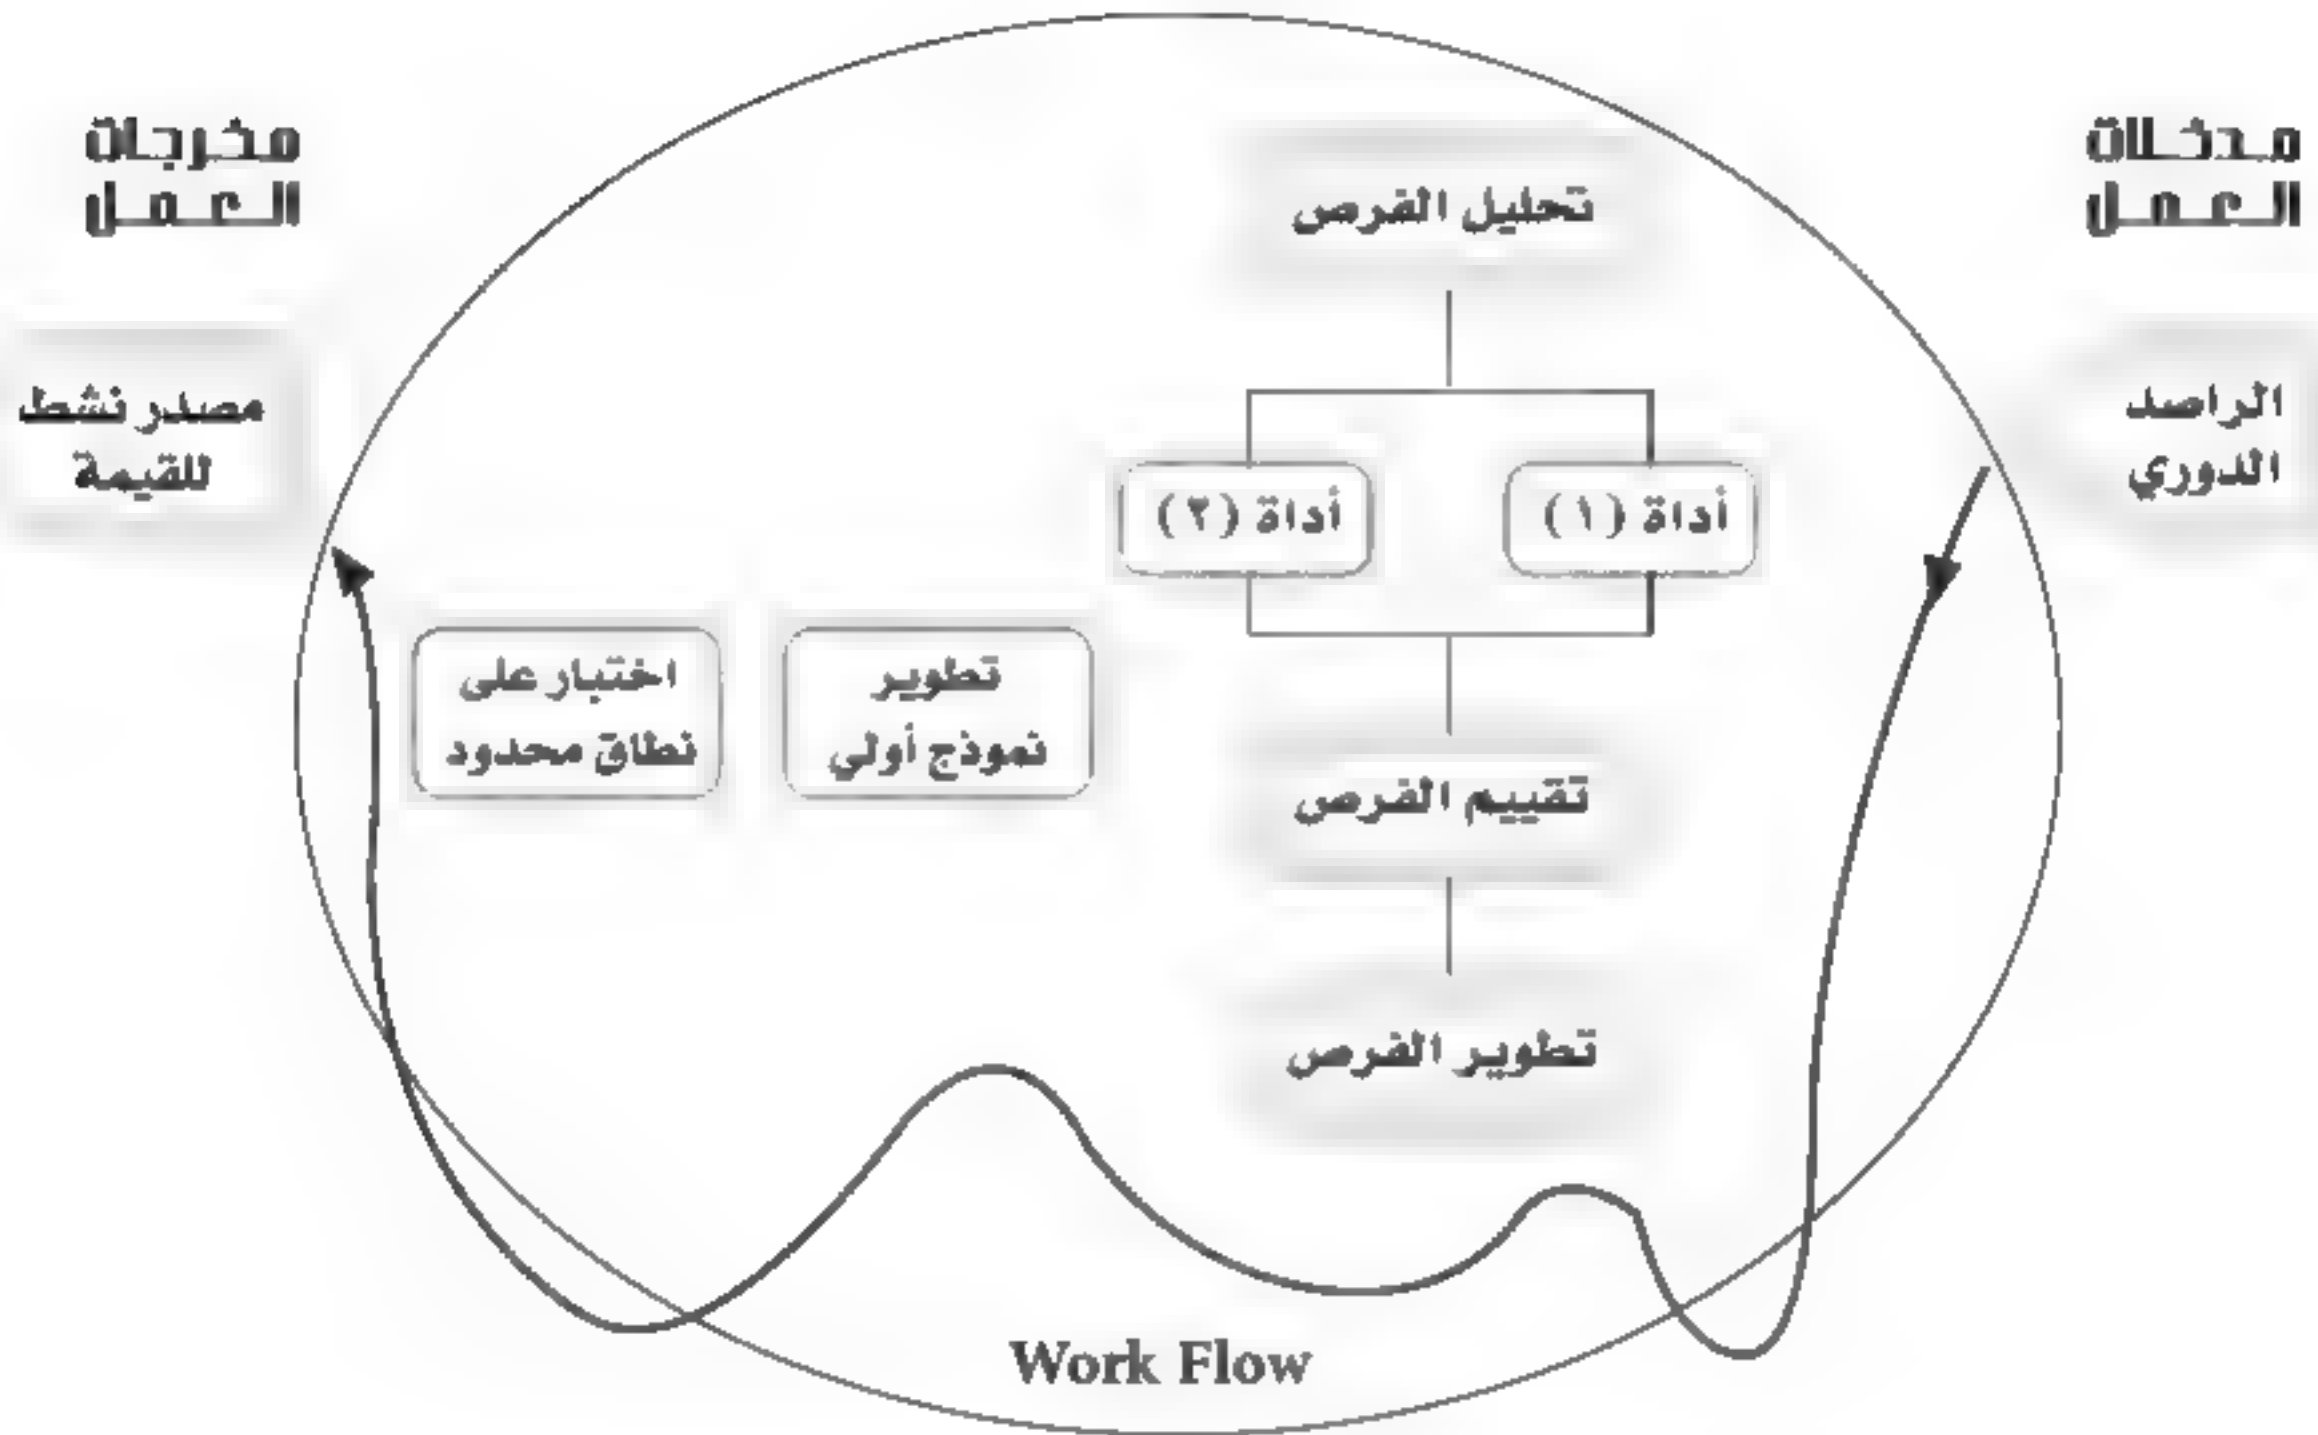 مدخلات
العمل
الراصد
الدوري
تحليل الفرص
أداة (١)
أداة (٢)
تقييم الفرص
تطوير الفرص
تطوير
نموذج أولي
اختبار على
نطاق محدود
مخرجات
العمل
مصدر نشط
للقيمة
Work Flow